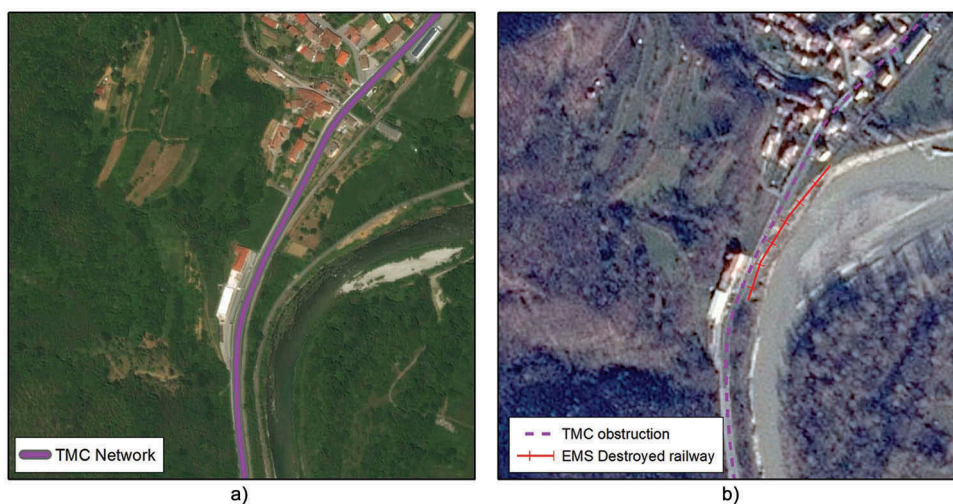 TMC Network
TMC obstruction
EMS Destroyed railway
a)
b)